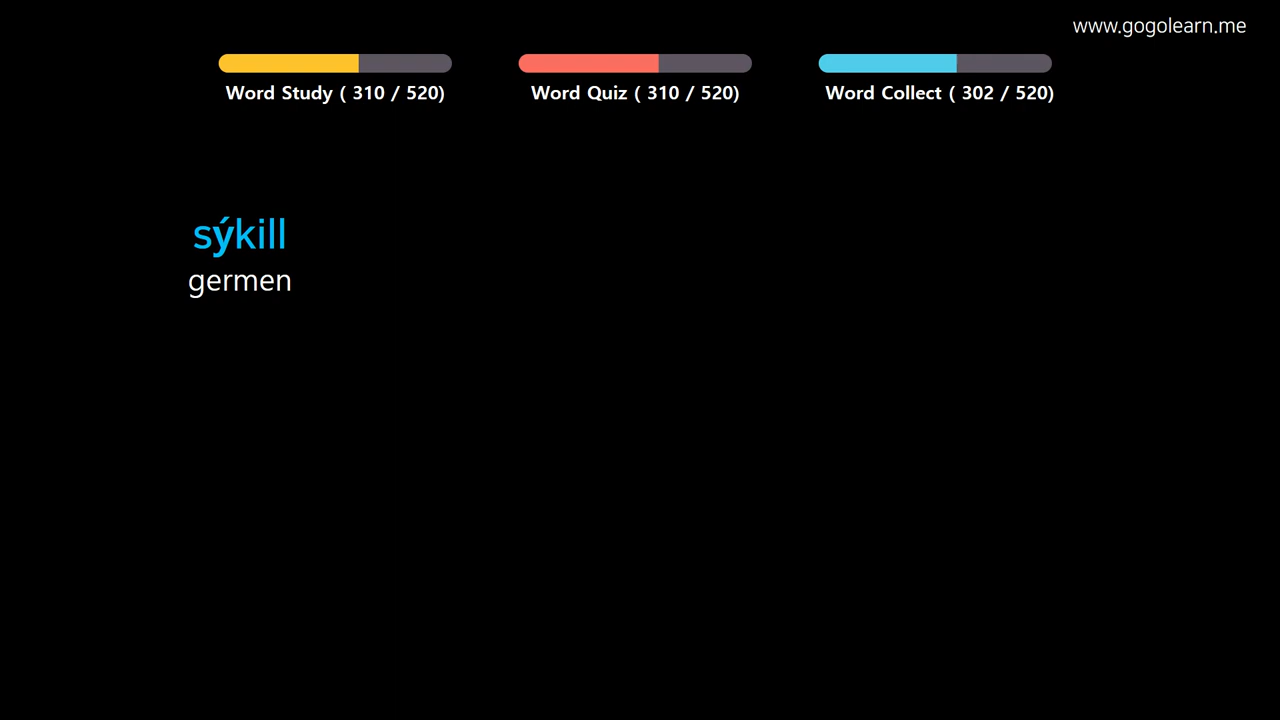 www.gogolearn.me
Word Study ( 310 / 520)
Word Quiz ( 310 / 520)
Word Collect ( 302 / 520)
sýkill
germen